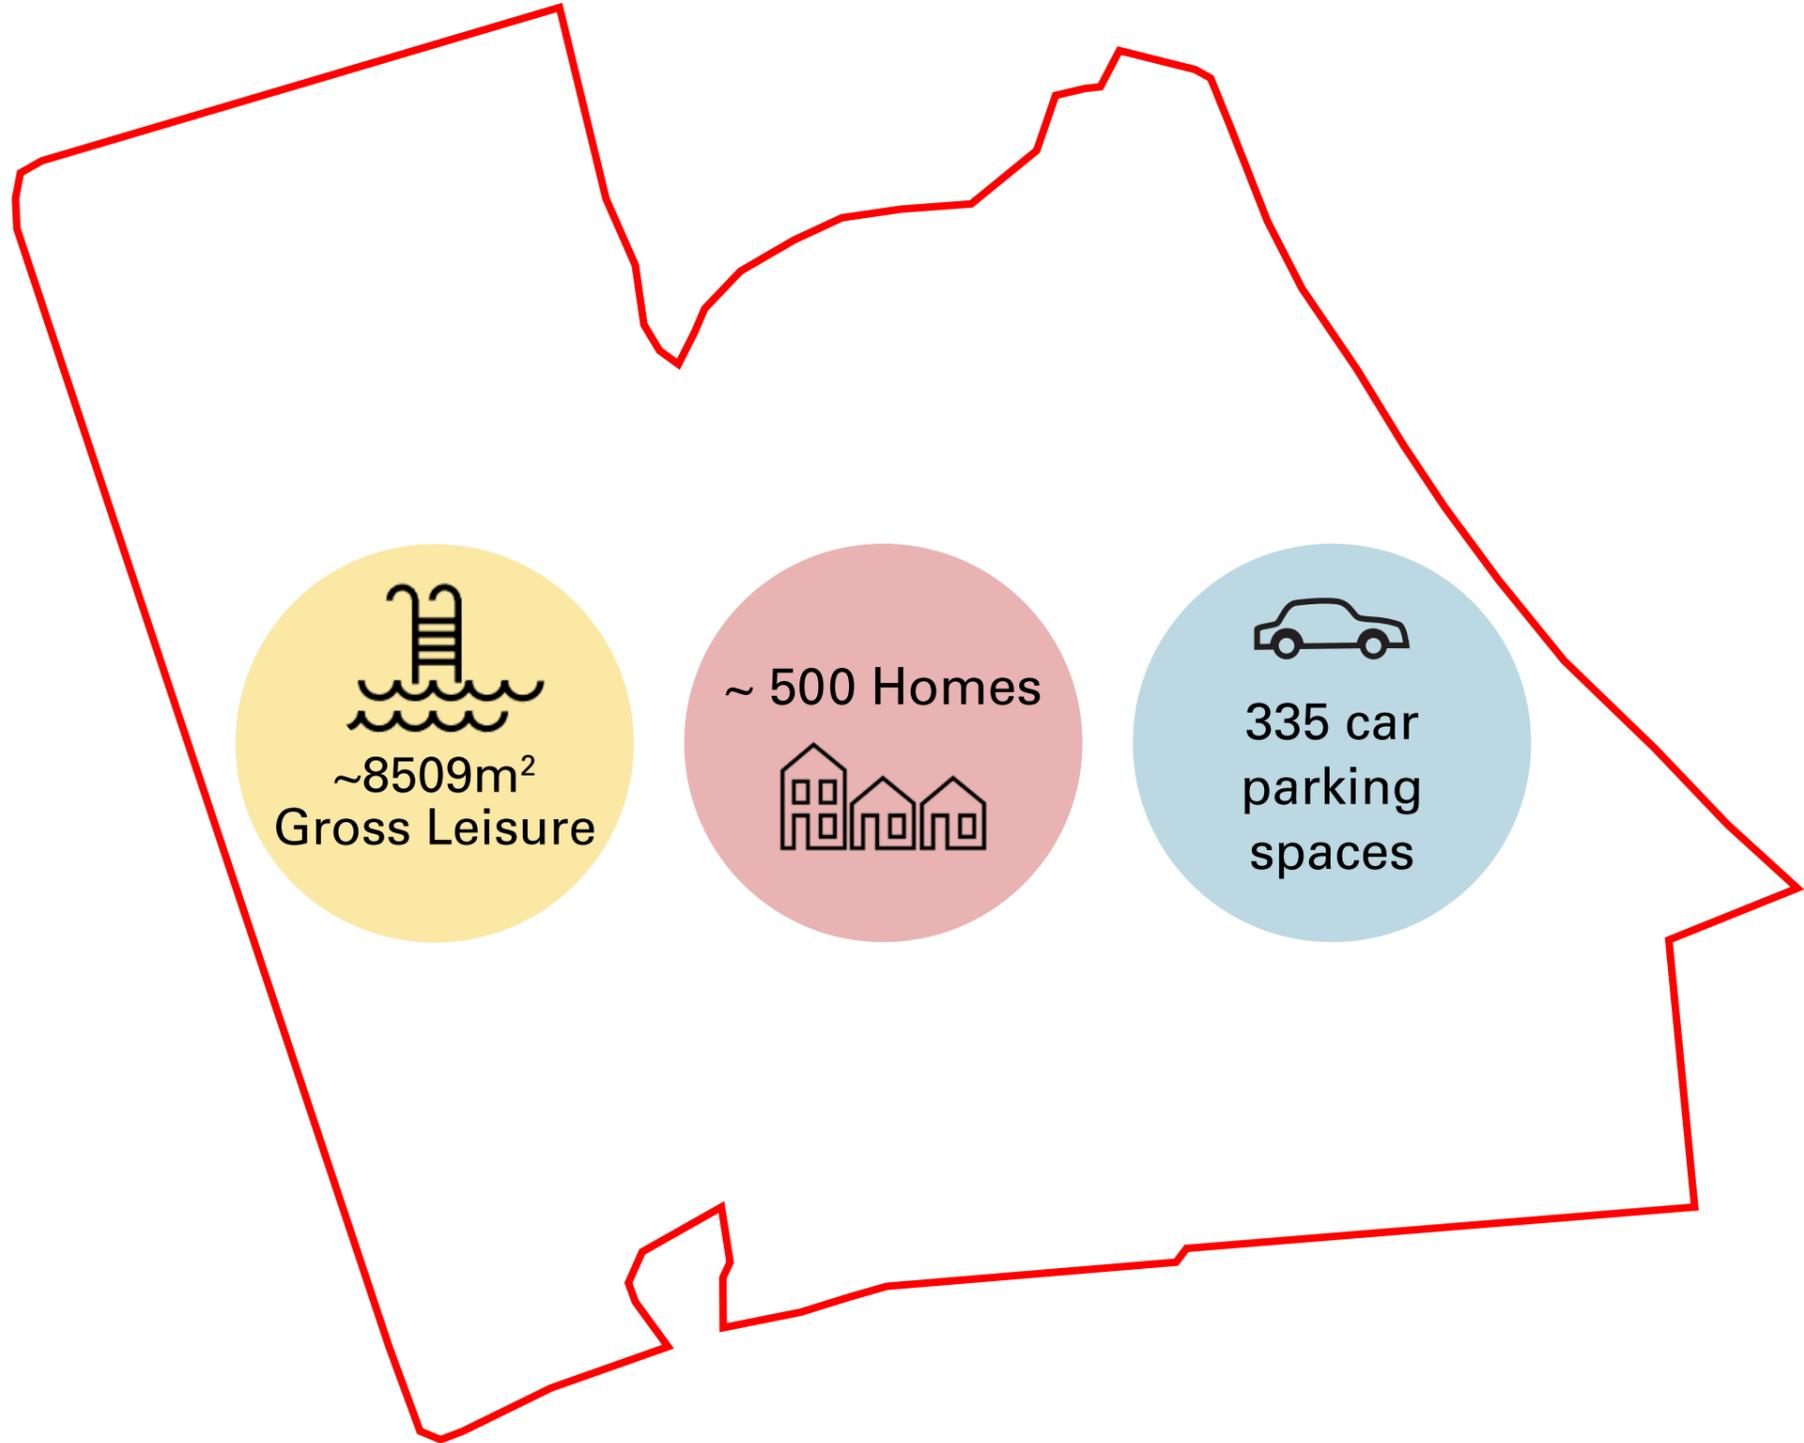 ~8509m²
Gross Leisure
~ 500 Homes
335 car
parking
spaces